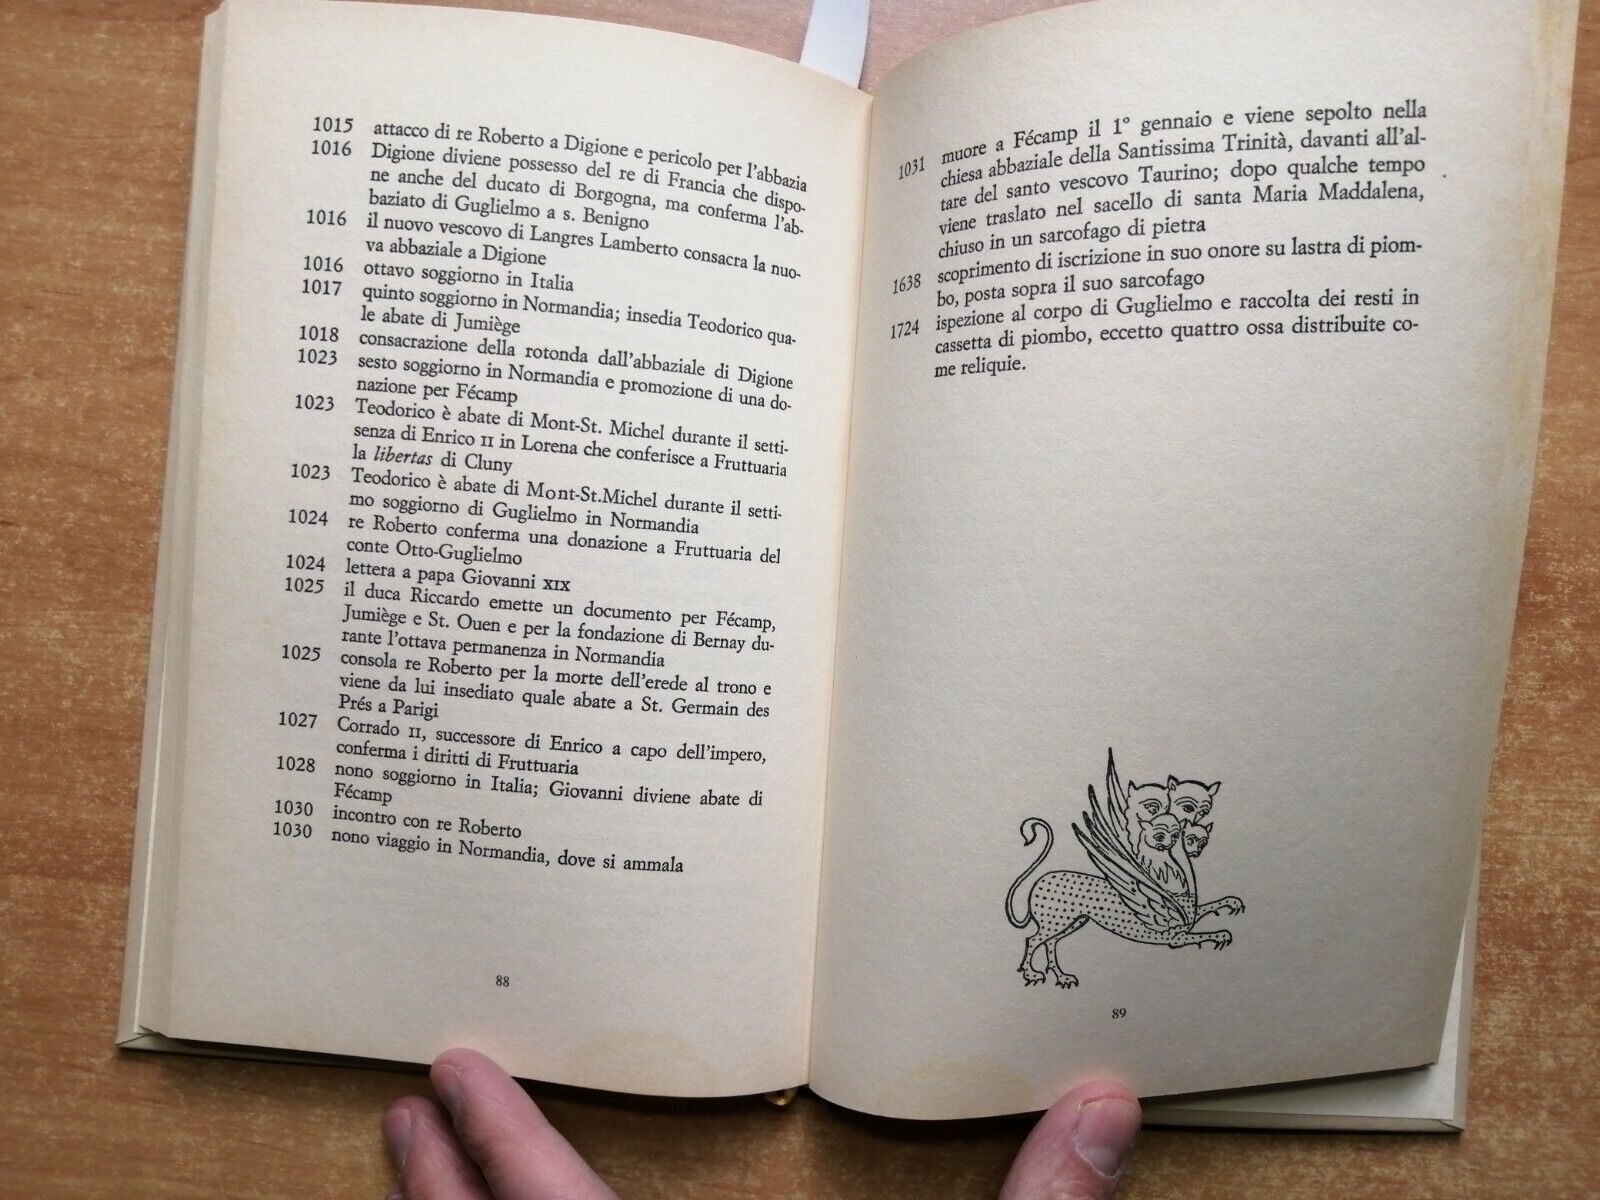 1015 attacco di re Roberto a Digione e pericolo per l'abbazia
1016 Digione diviene possesso del re di Francia che dispo-
ne anche del ducato di Borgogna, ma conferma l'ab-
baziato di Guglielmo a s. Benigno
1016 il nuovo vescovo di Langres Lamberto consacra la nuo-
va abbaziale a Digione
1016 ottavo soggiorno in Italia
1017 quinto soggiorno in Normandia; insedia Teodorico qua-
le abate di Jumiège
1018 consacrazione della rotonda dall'abbaziale di Digione
1023 sesto soggiorno in Normandia e promozione di una do-
nazione per Fécamp
1023 Teodorico è abate di Mont-St. Michel durante il setti-
senza di Enrico II in Lorena che conferisce a Fruttuaria
la libertas di Cluny
1023 Teodorico è abate di Mont-St.Michel durante il setti-
mo soggiorno di Guglielmo in Normandia
1024 re Roberto conferma una donazione a Fruttuaria del
conte Otto-Guglielmo
1024 lettera a papa Giovanni XIX
1025 il duca Riccardo emette un documento per Fécamp,
Jumiège e St. Ouen e per la fondazione di Bernay du-
rante l'ottava permanenza in Normandia
1025 consola re Roberto per la morte dell'erede al trono e
viene da lui insediato quale abate a St. Germain des
Prés a Parigi
1027 Corrado II, successore di Enrico a capo dell'impero,
conferma i diritti di Fruttuaria
1028 nono soggiorno in Italia; Giovanni diviene abate di
Fécamp
1030 incontro con re Roberto
1030 nono viaggio in Normandia, dove si ammala
88
1031 muore a Fécamp il 1° gennaio e viene sepolto nella
chiesa abbaziale della Santissima Trinità, davanti all'al-
tare del santo vescovo Taurino; dopo qualche tempo
viene traslato nel sacello di santa Maria Maddalena,
chiuso in un sarcofago di pietra
1638 scoprimento di iscrizione in suo onore su lastra di piom-
bo, posta sopra il suo sarcofago
1724 ispezione al corpo di Guglielmo e raccolta dei resti in
cassetta di piombo, eccetto quattro ossa distribuite co-
me reliquie.
89